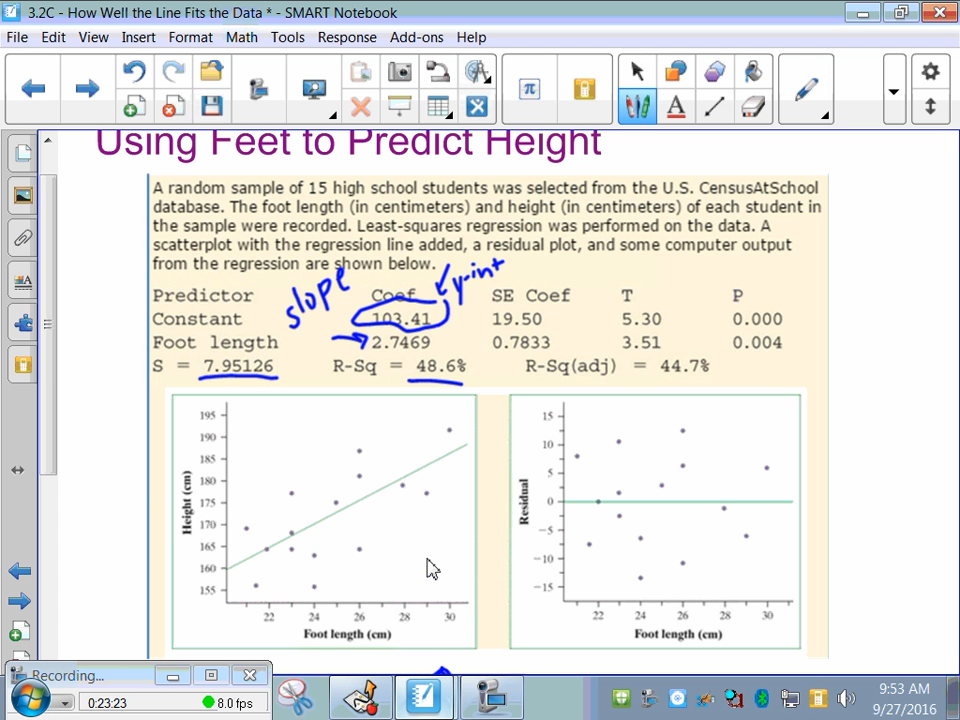 3.2C - How Well the Line Fits the Data * - SMART Notebook
File Edit View Insert Format Math Tools Response Add-ons Help
Using Feet to Predict Height
A random sample of 15 high school students was selected from the U.S. CensusAtSchool
database. The foot length (in centimeters) and height (in centimeters) of each student in
the sample were recorded. Least-squares regression was performed on the data. A
scatterplot with the regression line added, a residual plot, and some computer output
from the regression are shown below.
slope
y-int
Predictor Coef SE Coef T P
Constant 103.41 19.50 5.30 0.000
Foot length 2.7469 0.7833 3.51 0.004
S = 7.95126 R-Sq = 48.6% R-Sq(adj) = 44.7%
Height (cm)
195
190
185
180
175
170
165
160
155
22 24 26 28 30
Foot length (cm)
Residual
15
10
5
0
−5
−10
−15
22 24 26 28 30
Foot length (cm)
Recording...
0:23:23 8.0 fps
9:53 AM
9/27/2016